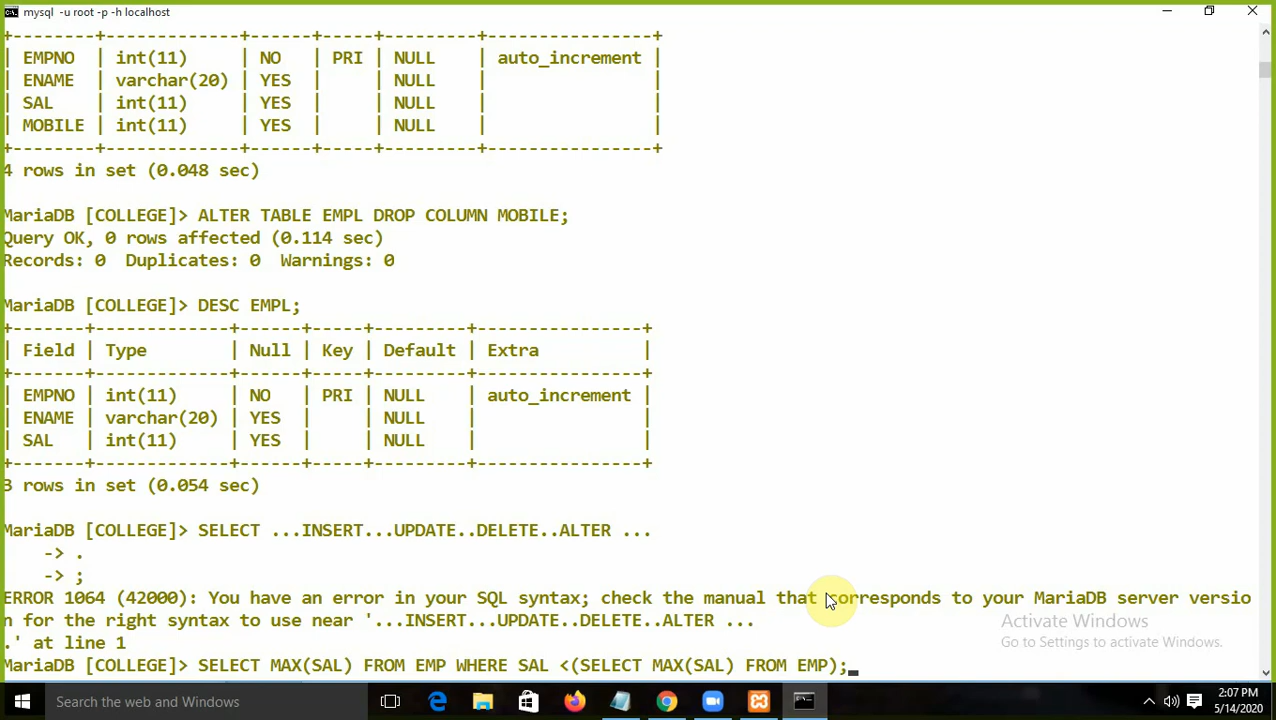 mysql -u root -p -h localhost
+--------+-------------+------+-----+---------+----------------+
| EMPNO  | int(11)     | NO   | PRI | NULL    | auto_increment |
| ENAME  | varchar(20) | YES  |     | NULL    |                |
| SAL    | int(11)     | YES  |     | NULL    |                |
| MOBILE | int(11)     | YES  |     | NULL    |                |
+--------+-------------+------+-----+---------+----------------+
4 rows in set (0.048 sec)
MariaDB [COLLEGE]> ALTER TABLE EMPL DROP COLUMN MOBILE;
Query OK, 0 rows affected (0.114 sec)
Records: 0  Duplicates: 0  Warnings: 0
MariaDB [COLLEGE]> DESC EMPL;
+-------+-------------+------+-----+---------+----------------+
| Field | Type        | Null | Key | Default | Extra          |
+-------+-------------+------+-----+---------+----------------+
| EMPNO | int(11)     | NO   | PRI | NULL    | auto_increment |
| ENAME | varchar(20) | YES  |     | NULL    |                |
| SAL   | int(11)     | YES  |     | NULL    |                |
+-------+-------------+------+-----+---------+----------------+
3 rows in set (0.054 sec)
MariaDB [COLLEGE]> SELECT ...INSERT...UPDATE..DELETE..ALTER ...
    -> .
    -> ;
ERROR 1064 (42000): You have an error in your SQL syntax; check the manual that corresponds to your MariaDB server versio
n for the right syntax to use near '...INSERT...UPDATE..DELETE..ALTER ...
.' at line 1
MariaDB [COLLEGE]> SELECT MAX(SAL) FROM EMP WHERE SAL <(SELECT MAX(SAL) FROM EMP);
Activate Windows
Go to Settings to activate Windows.
Search the web and Windows
2:07 PM
5/14/2020